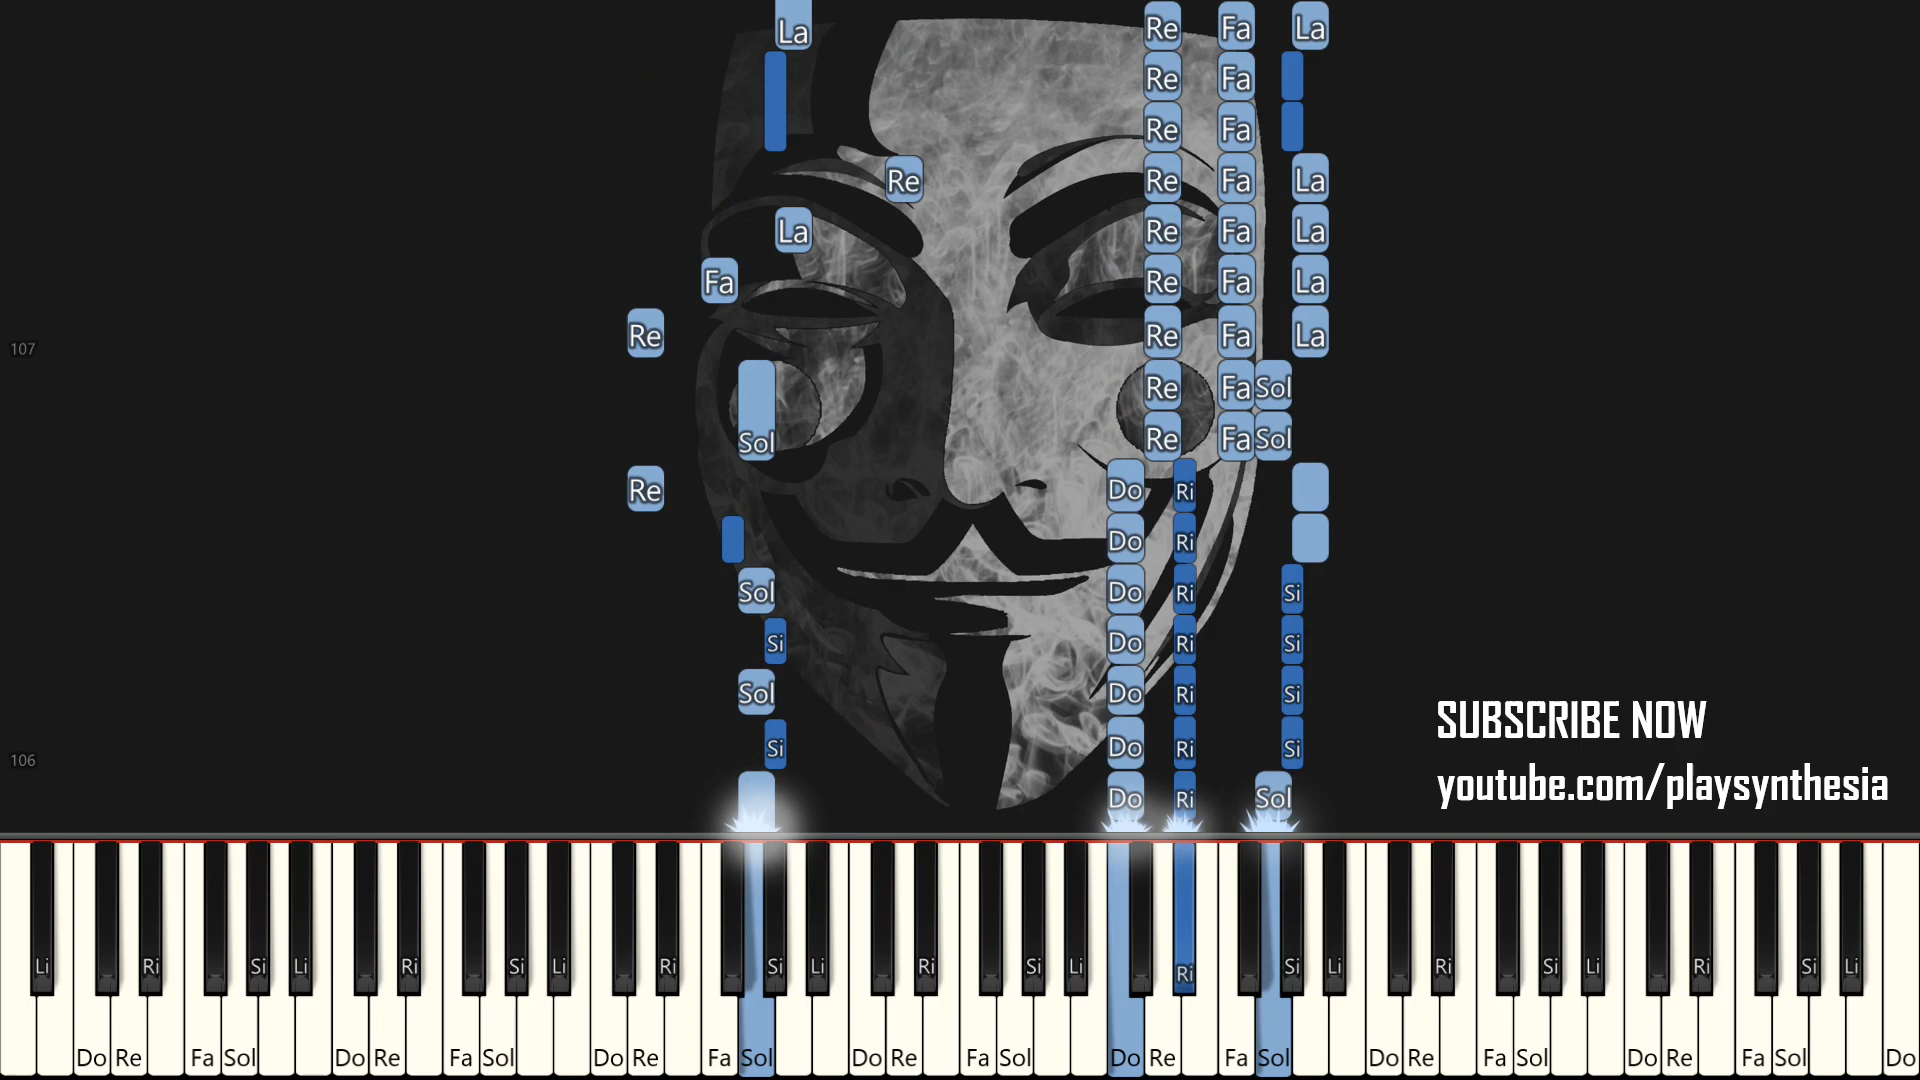 La Re Fa La
Re Fa
Re Fa
Re Re Fa La
La Re Fa La
Fa Re Fa La
Re Re Fa La
107
Re Fa Sol
Sol Re Fa Sol
Re Do Ri
Do Ri
Sol Do Ri Si
Si Do Ri Si
Sol Do Ri Si
SUBSCRIBE NOW
Si Do Ri Si
106
youtube.com/playsynthesia
Do Ri Sol
Li Ri Si Li Ri Si Li Ri Si Li Ri Si Li Ri Si Li Ri Si Li Ri Si Li
Do Re Fa Sol Do Re Fa Sol Do Re Fa Sol Do Re Fa Sol Do Re Fa Sol Do Re Fa Sol Do Re Fa Sol Do